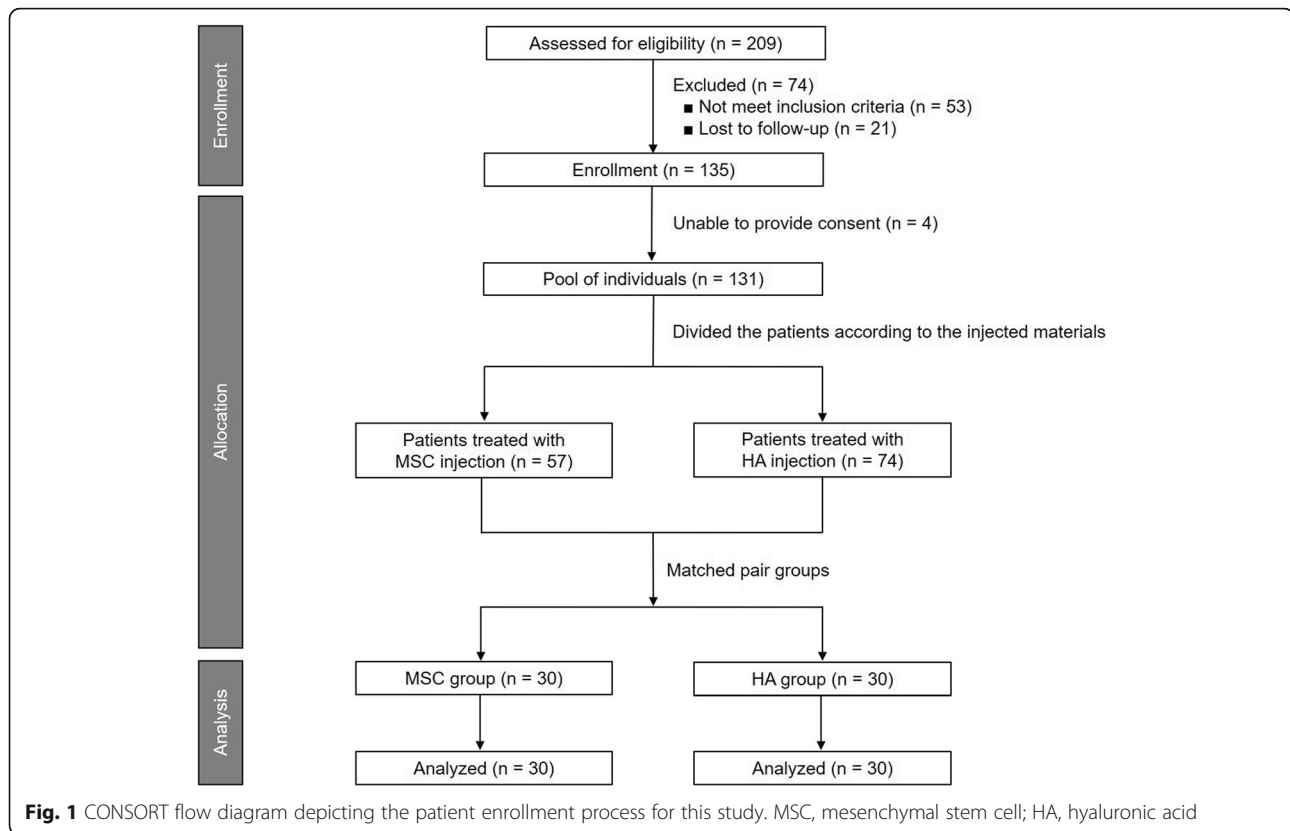 Enrollment
Assessed for eligibility (n = 209)
Excluded (n = 74)
■ Not meet inclusion criteria (n = 53)
■ Lost to follow-up (n = 21)
Enrollment (n = 135)
Allocation
Unable to provide consent (n = 4)
Pool of individuals (n = 131)
Divided the patients according to the injected materials
Patients treated with
MSC injection (n = 57)
Patients treated with
HA injection (n = 74)
Matched pair groups
Analysis
MSC group (n = 30)
HA group (n = 30)
Analyzed (n = 30)
Analyzed (n = 30)
Fig. 1 CONSORT flow diagram depicting the patient enrollment process for this study. MSC, mesenchymal stem cell; HA, hyaluronic acid